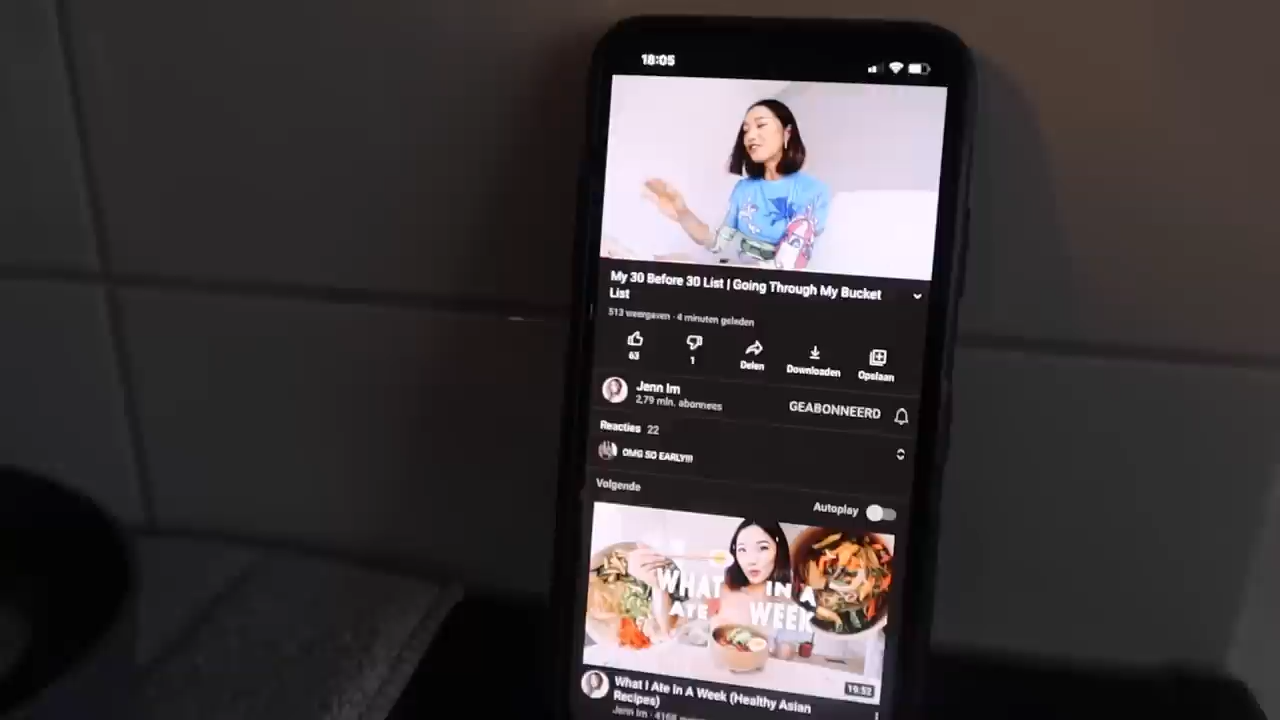 18:05
My 30 Before 30 List | Going Through My Bucket
List
513 weergaven · 4 minuten geleden
63
1
Delen
Downloaden
Opslaan
Jenn Im
2,79 mln. abonnees
GEABONNEERD
Reacties 22
OMG SO EARLY!!!
Volgende
Autoplay
WHAT
ATE
IN A
WEEK
19:52
What I Ate In A Week (Healthy Asian
Recipes)
Jenn Im